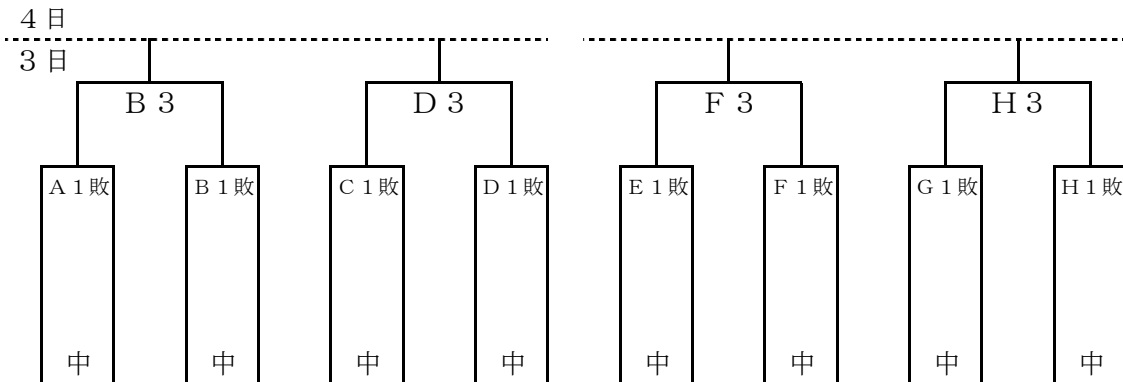 ４日
３日
Ｂ３　Ｄ３　Ｆ３　Ｈ３
Ａ１敗　Ｂ１敗　Ｃ１敗　Ｄ１敗　Ｅ１敗　Ｆ１敗　Ｇ１敗　Ｈ１敗
中　中　中　中　中　中　中　中